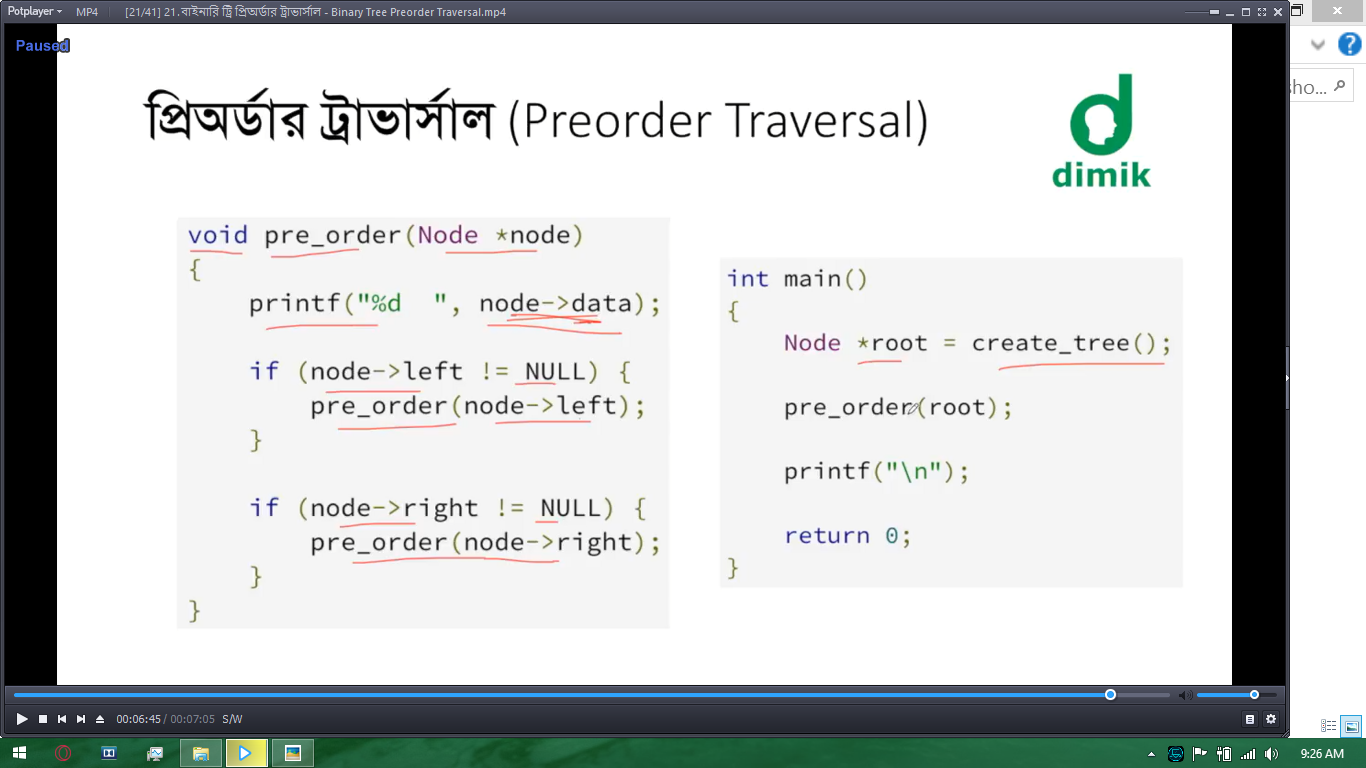 Potplayer MP4 [21/41] 21. বাইনারি ট্রি প্রিঅর্ডার ট্রাভার্সাল - Binary Tree Preorder Traversal.mp4
Paused
sho...
প্রিঅর্ডার ট্রাভার্সাল (Preorder Traversal)
dimik
void pre_order(Node *node)
{
printf("%d  ", node->data);
if (node->left != NULL) {
pre_order(node->left);
}
if (node->right != NULL) {
pre_order(node->right);
}
}
int main()
{
Node *root = create_tree();
pre_order(root);
printf("\n");
return 0;
}
00:06:45 / 00:07:05 S/W
9:26 AM